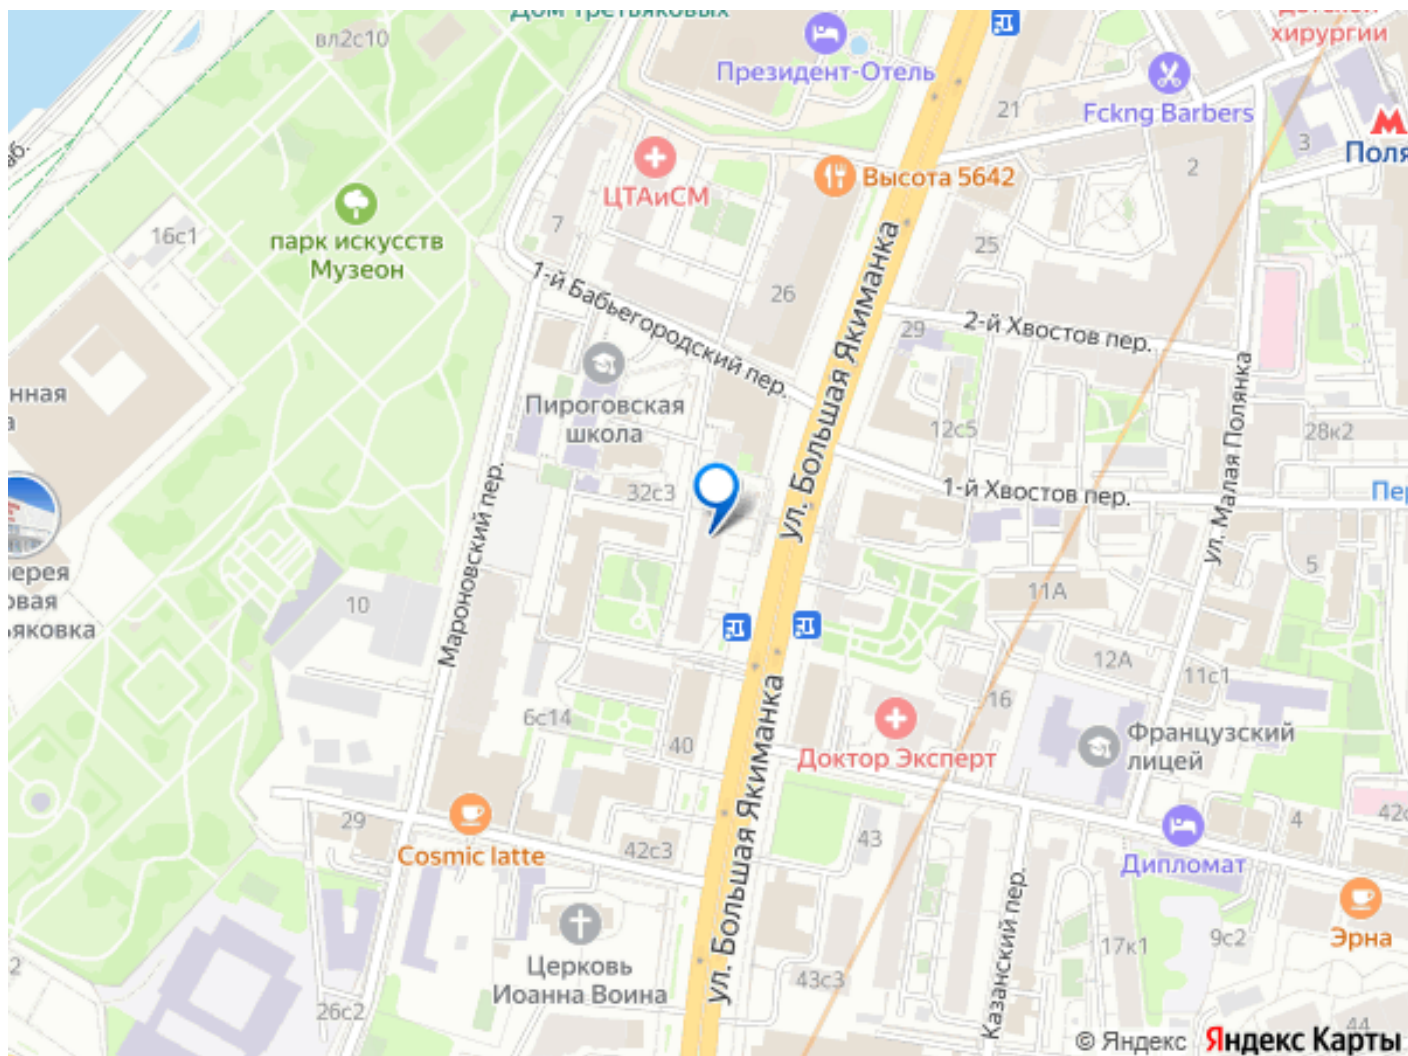 Дом Третьяковых
вл2с10
Президент-Отель
хирургии
Fckng Barbers
21
3
2
ЦТАиСМ
Высота 5642
7
16с1
парк искусств
Музеон
25
26
1-й Бабьегородский пер.
ул. Большая Якиманка
29
2-й Хвостов пер.
Пироговская
школа
12с5
28к2
ул. Малая Полянка
32с3
1-й Хвостов пер.
Мароновский пер.
10
11А
5
12А
11с1
16
6с14
40
Доктор Эксперт
Французский
лицей
ул. Большая Якиманка
29
Cosmic latte
42с3
43
Дипломат
4
Церковь
Иоанна Воина
26с2
43с3
Казанский пер.
17к1
9с2
Эрна
44
© Яндекс Яндекс Карты